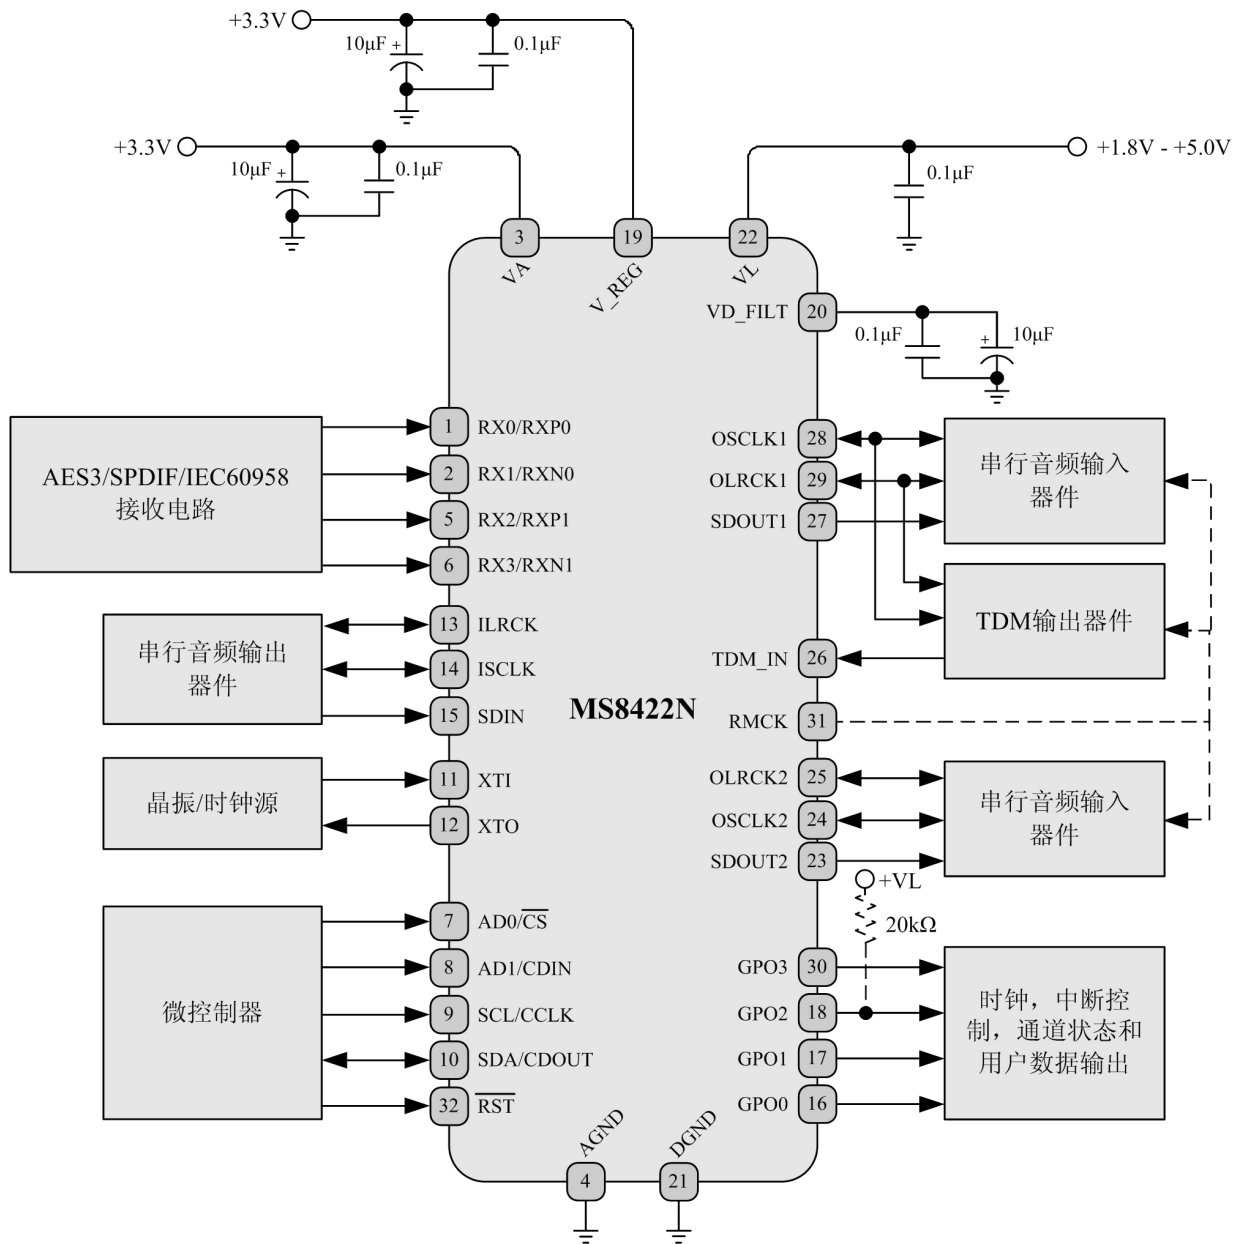 +3.3V
10μF +
0.1μF
+3.3V
10μF +
0.1μF
0.1μF
+1.8V - +5.0V
3
19
22
VA
V_REG
VL
VD_FILT
20
0.1μF
+
10μF
AES3/SPDIF/IEC60958
接收电路
1
RX0/RXP0
2
RX1/RXN0
5
RX2/RXP1
6
RX3/RXN1
串行音频输出
器件
13
ILRCK
14
ISCLK
15
SDIN
晶振/时钟源
11
XTI
12
XTO
微控制器
7
AD0/CS
8
AD1/CDIN
9
SCL/CCLK
10
SDA/CDOUT
32
RST
MS8422N
OSCLK1
28
OLRCK1
29
SDOUT1
27
串行音频输入
器件
TDM输出器件
TDM_IN
26
RMCK
31
OLRCK2
25
OSCLK2
24
SDOUT2
23
串行音频输入
器件
+VL
20kΩ
GPO3
30
GPO2
18
GPO1
17
GPO0
16
时钟，中断控
制，通道状态和
用户数据输出
AGND
DGND
4
21